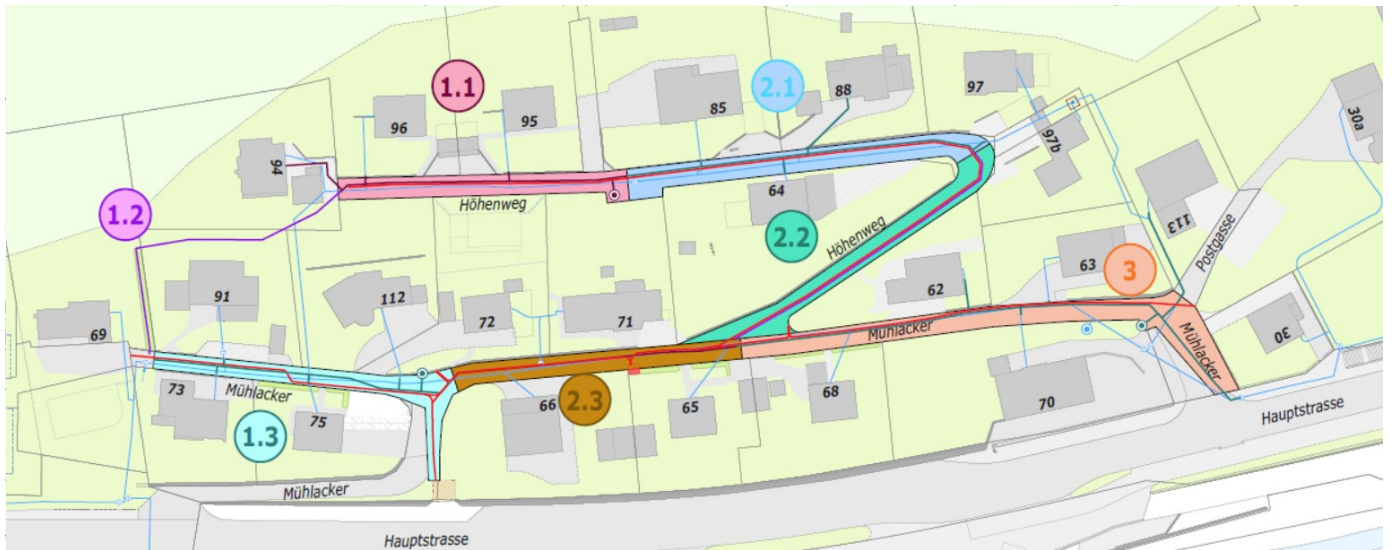 1.1
2.1
88
97
85
30a
96
95
97b
94
64
113
Höhenweg
1.2
2.2
Höhenweg
Postgasse
63
3
91
112
62
69
72
71
Mühlacker
Mühlacker
30
73
Mühlacker
66
2.3
65
68
70
1.3
75
Hauptstrasse
Mühlacker
Hauptstrasse